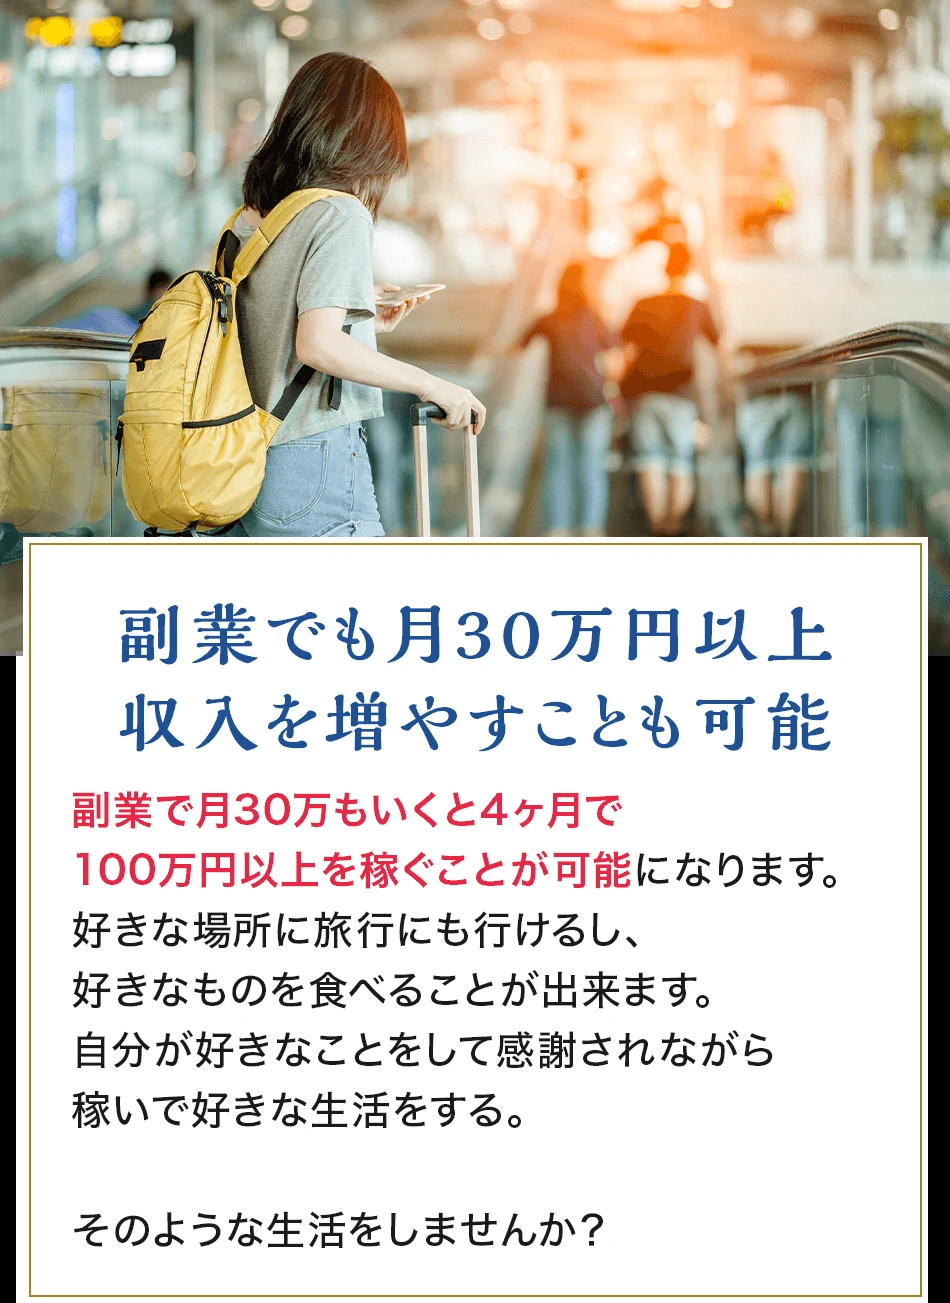 副業でも月30万円以上
収入を増やすことも可能
副業で月30万もいくと4ヶ月で
100万円以上を稼ぐことが可能になります。
好きな場所に旅行にも行けるし、
好きなものを食べることが出来ます。
自分が好きなことをして感謝されながら
稼いで好きな生活をする。
そのような生活をしませんか？